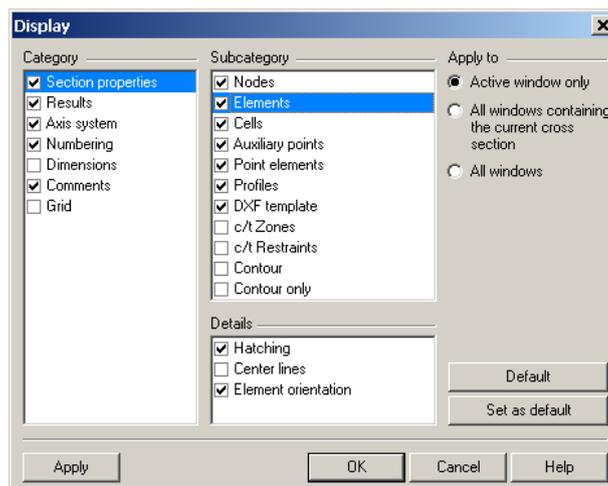 Display
Category
Section properties
Results
Axis system
Numbering
Dimensions
Comments
Grid
Subcategory
Nodes
Elements
Cells
Auxiliary points
Point elements
Profiles
DXF template
c/t Zones
c/t Restraints
Contour
Contour only
Details
Hatching
Center lines
Element orientation
Apply to
Active window only
All windows containing
the current cross
section
All windows
Default
Set as default
Apply
OK
Cancel
Help